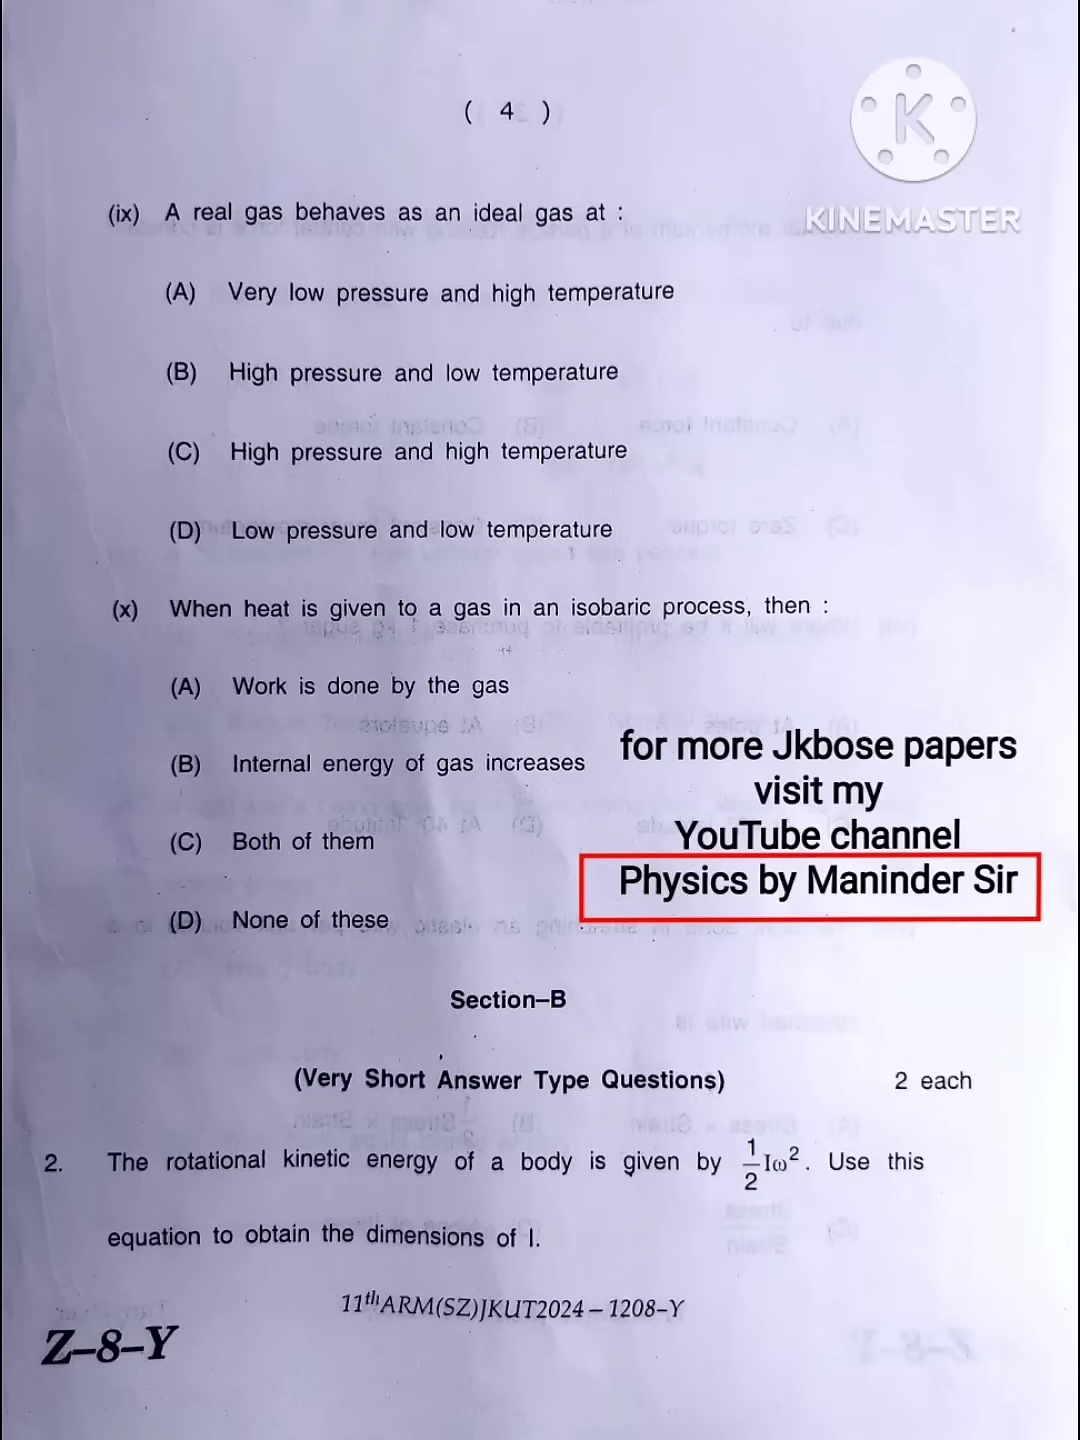 ( 4 )
KINEMASTER
(ix) A real gas behaves as an ideal gas at :
(A) Very low pressure and high temperature
(B) High pressure and low temperature
(C) High pressure and high temperature
(D) Low pressure and low temperature
(x) When heat is given to a gas in an isobaric process, then :
(A) Work is done by the gas
(B) Internal energy of gas increases
(C) Both of them
(D) None of these
for more Jkbose papers
visit my
YouTube channel
Physics by Maninder Sir
Section–B
(Very Short Answer Type Questions) 2 each
2. The rotational kinetic energy of a body is given by 1/2 Iω². Use this
equation to obtain the dimensions of I.
11thARM(SZ)JKUT2024–1208–Y
Z–8–Y